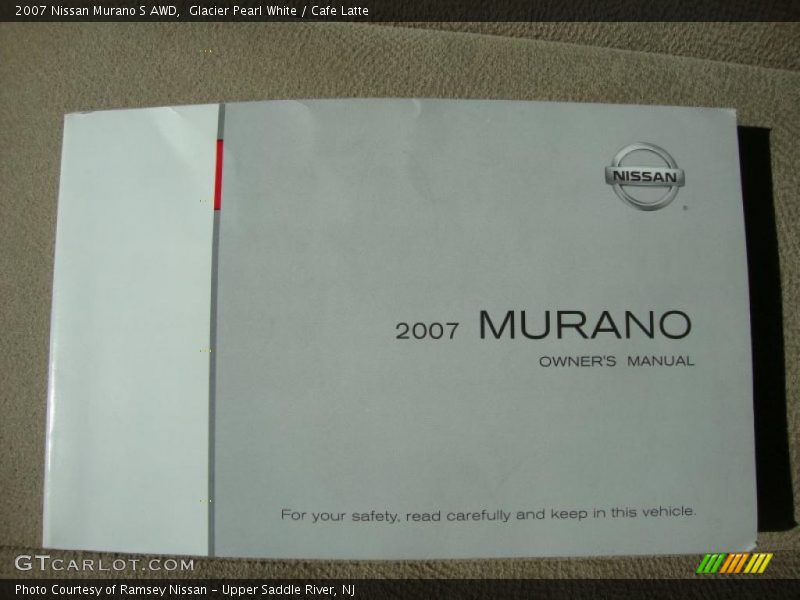 2007 Nissan Murano S AWD,  Glacier Pearl White / Cafe Latte
NISSAN
®
2007 MURANO
OWNER'S MANUAL
For your safety, read carefully and keep in this vehicle.
GTCARLOT.COM
Photo Courtesy of Ramsey Nissan - Upper Saddle River, NJ